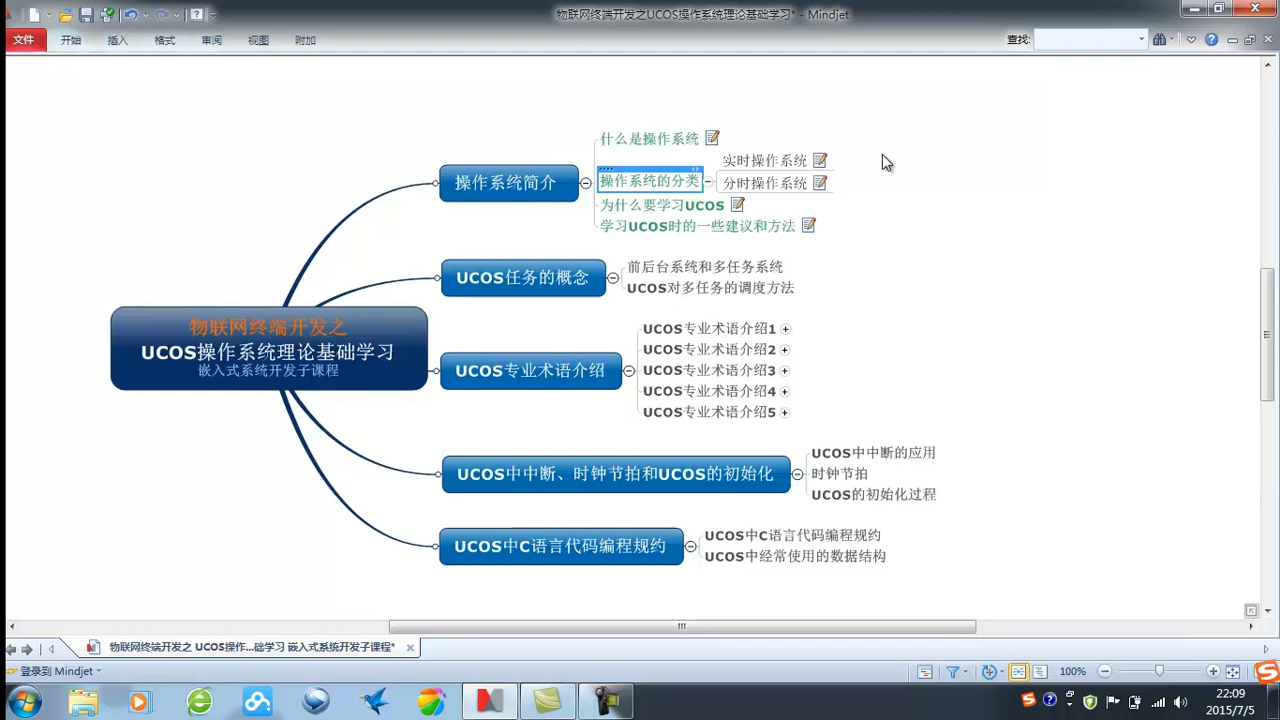 物联网终端开发之UCOS操作系统理论基础学习* - Mindjet
文件 开始 插入 格式 审阅 视图 附加 查找:
什么是操作系统
实时操作系统
操作系统简介
操作系统的分类
分时操作系统
为什么要学习UCOS
学习UCOS时的一些建议和方法
UCOS任务的概念
前后台系统和多任务系统
UCOS对多任务的调度方法
物联网终端开发之
UCOS操作系统理论基础学习
嵌入式系统开发子课程
UCOS专业术语介绍
UCOS专业术语介绍1
UCOS专业术语介绍2
UCOS专业术语介绍3
UCOS专业术语介绍4
UCOS专业术语介绍5
UCOS中中断、时钟节拍和UCOS的初始化
UCOS中中断的应用
时钟节拍
UCOS的初始化过程
UCOS中C语言代码编程规约
UCOS中C语言代码编程规约
UCOS中经常使用的数据结构
物联网终端开发之 UCOS操作...础学习 嵌入式系统开发子课程*
登录到 Mindjet
100%
22:09
2015/7/5